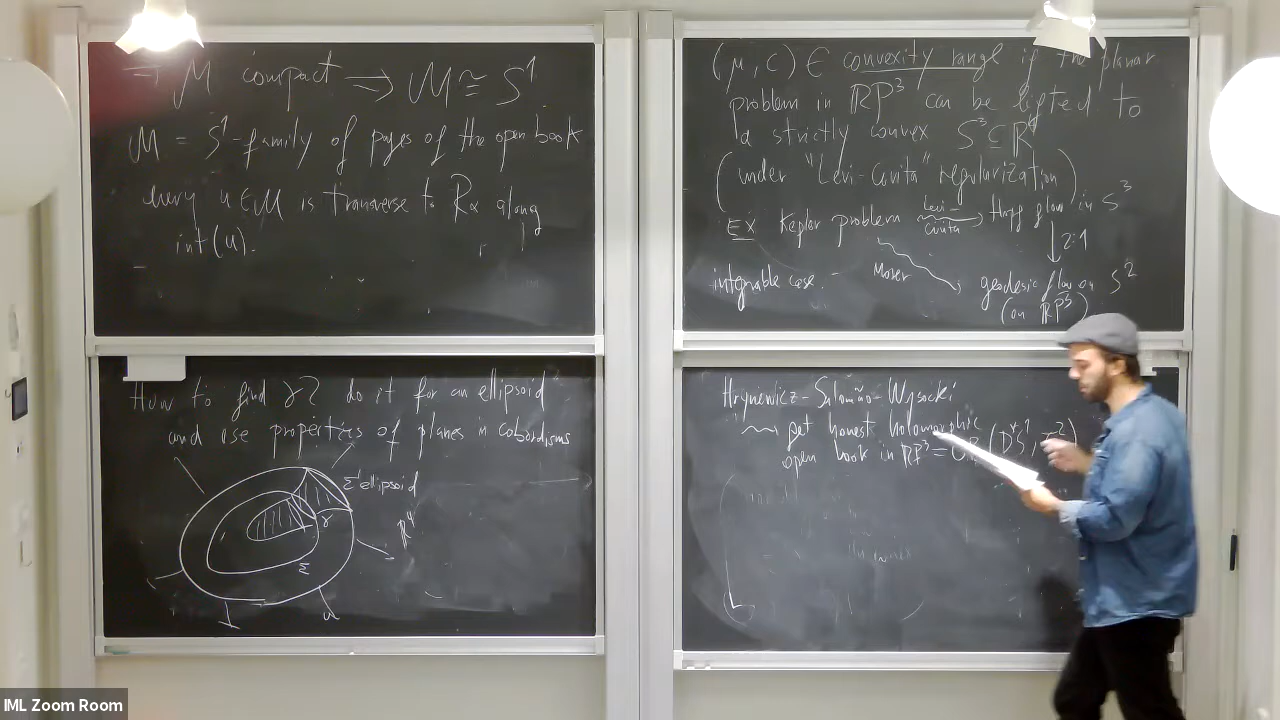 ⇒ M compact ⇒ M ≅ S¹
M = S¹-family of pages of the open book
every u ∈ M is transverse to Rα along
int(u).
How to find γ? do it for an ellipsoid
and use properties of planes in cobordisms
Σ' ellipsoid
γ
ℝ⁴
Σ
(μ, c) ∈ convexity range if the planar
problem in ℝP³ can be lifted to
a strictly convex S³ ⊆ ℝ⁴
(under "Levi-Civita" regularization)
EX Kepler problem Levi-Civita Hopf flow in S³
↓ 2:1
integrable case. Moser geodesic flow on S²
(on ℝP³)
Hryniewicz-Salomão-Wysocki:
get honest holomorphic
open book in ℝP³ = (D*S¹, τ²)
IML Zoom Room